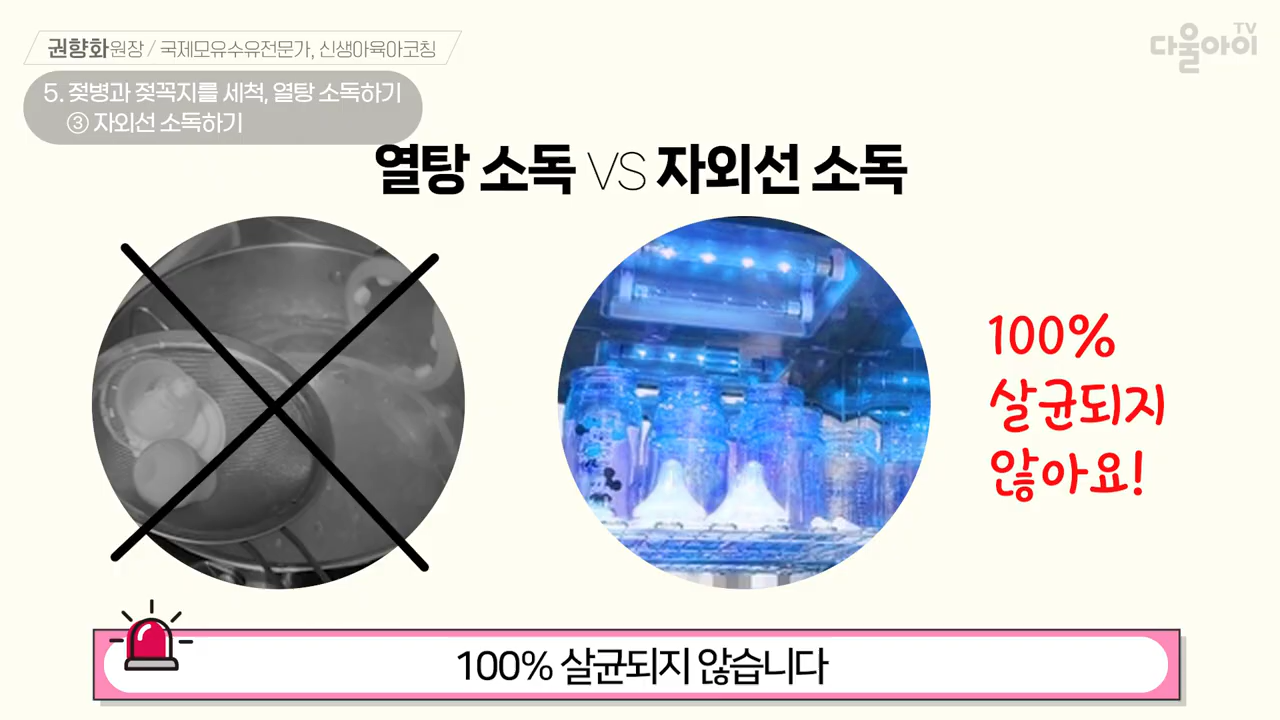 권향화원장 / 국제모유수유전문가, 신생아육아코칭
TV
다울아이
5. 젖병과 젖꼭지를 세척, 열탕 소독하기
③ 자외선 소독하기
열탕 소독 VS 자외선 소독
100%
살균되지
않아요!
100% 살균되지 않습니다